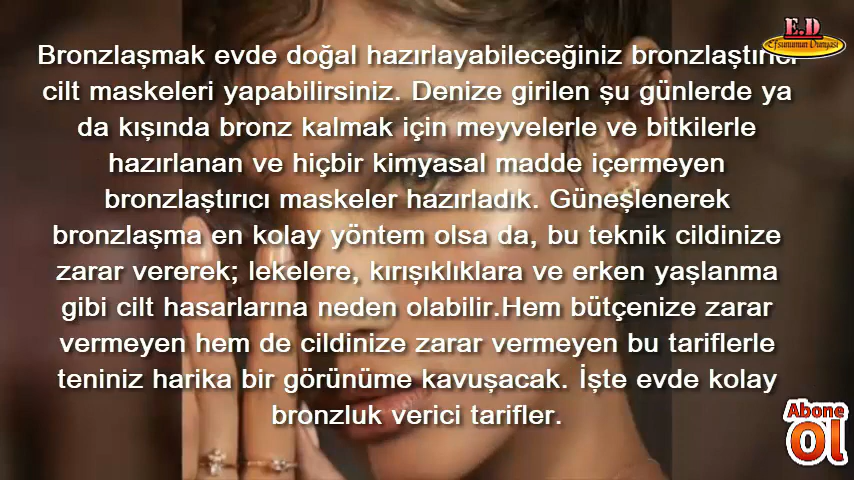 E.D
Efsununun Dünyası
Bronzlaşmak evde doğal hazırlayabileceğiniz bronzlaştırıcı
cilt maskeleri yapabilirsiniz. Denize girilen şu günlerde ya
da kışında bronz kalmak için meyvelerle ve bitkilerle
hazırlanan ve hiçbir kimyasal madde içermeyen
bronzlaştırıcı maskeler hazırladık. Güneşlenerek
bronzlaşma en kolay yöntem olsa da, bu teknik cildinize
zarar vererek; lekelere, kırışıklıklara ve erken yaşlanma
gibi cilt hasarlarına neden olabilir.Hem bütçenize zarar
vermeyen hem de cildinize zarar vermeyen bu tariflerle
teniniz harika bir görünüme kavuşacak. İşte evde kolay
bronzluk verici tarifler.
Abone
Ol